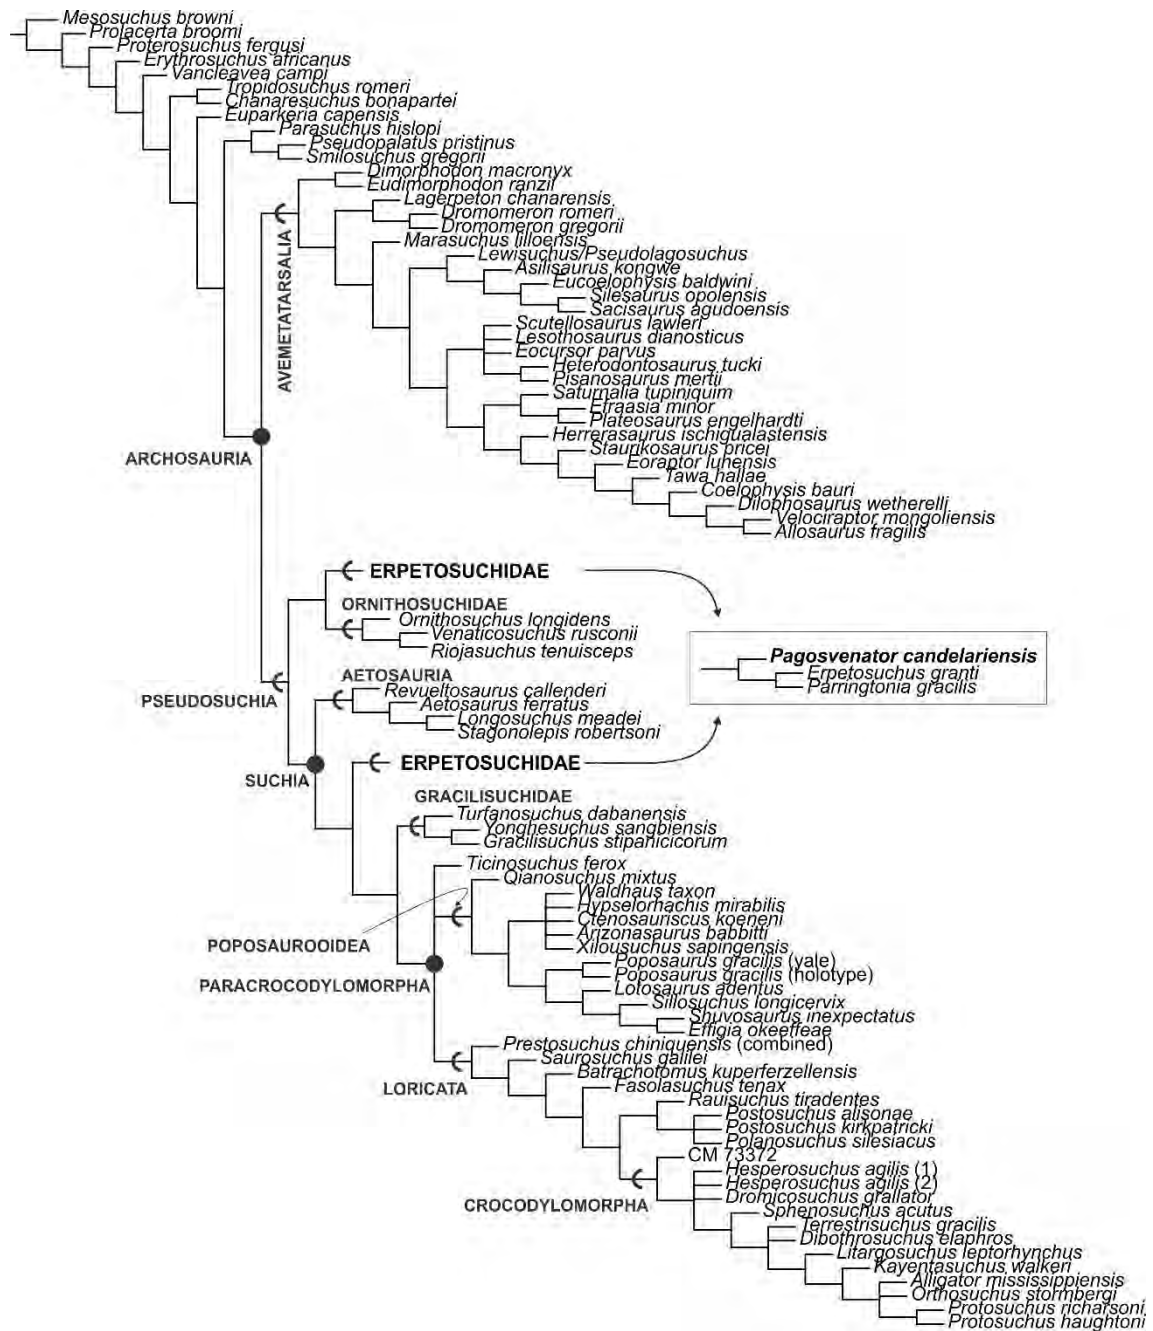 Mesosuchus browni
Prolacerta broomi
Proterosuchus fergusi
Erythrosuchus africanus
Vancleavea campi
Tropidosuchus romeri
Chanaresuchus bonapartei
Euparkeria capensis
Parasuchus hislopi
Pseudopalatus pristinus
Smilosuchus gregorii
Dimorphodon macronyx
Eudimorphodon ranzii
Lagerpeton chanarensis
Dromomeron romeri
Dromomeron gregorii
Marasuchus lilloensis
Lewisuchus/Pseudolagosuchus
Asilisaurus kongwe
Eucoelophysis baldwini
Silesaurus opolensis
Sacisaurus agudoensis
Scutellosaurus lawleri
Lesothosaurus dianosticus
Eocursor parvus
Heterodontosaurus tucki
Pisanosaurus mertii
Saturnalia tupiniquim
Efraasia minor
Plateosaurus engelhardti
Herrerasaurus ischigualastensis
Staurikosaurus pricei
Eoraptor luhensis
Tawa hallae
Coelophysis bauri
Dilophosaurus wetherelli
Velociraptor mongoliensis
Allosaurus fragilis
AVEMETATARSALIA
ARCHOSAURIA
ERPETOSUCHIDAE
ORNITHOSUCHIDAE
Ornithosuchus longidens
Venaticosuchus rusconii
Riojasuchus tenuisceps
Pagosvenator candelariensis
Erpetosuchus granti
Parringtonia gracilis
AETOSAURIA
Revueltosaurus callenderi
Aetosaurus ferratus
Longosuchus meadei
Stagonolepis robertsoni
PSEUDOSUCHIA
ERPETOSUCHIDAE
SUCHIA
GRACILISUCHIDAE
Turfanosuchus dabanensis
Yonghesuchus sangbiensis
Gracilisuchus stipanicicorum
Ticinosuchus ferox
Qianosuchus mixtus
Waldhaus taxon
Hypselorhachis mirabilis
Ctenosauriscus koeneni
Arizonasaurus babbitti
Xilousuchus sapingensis
POPOSAUROOIDEA
Poposaurus gracilis (yale)
Poposaurus gracilis (holotype)
PARACROCODYLOMORPHA
Lotosaurus adentus
Sillosuchus longicervix
Shuvosaurus inexpectatus
Effigia okeeffeae
Prestosuchus chiniquensis (combined)
Saurosuchus galilei
Batrachotomus kuperferzellensis
LORICATA
Fasolasuchus tenax
Rauisuchus tiradentes
Postosuchus alisonae
Postosuchus kirkpatricki
Polanosuchus silesiacus
CM 73372
Hesperosuchus agilis (1)
Hesperosuchus agilis (2)
Dromicosuchus grallator
CROCODYLOMORPHA
Sphenosuchus acutus
Terrestrisuchus gracilis
Dibothrosuchus elaphros
Litargosuchus leptorhynchus
Kayentasuchus walkeri
Alligator mississippiensis
Orthosuchus stormbergi
Protosuchus richarsoni
Protosuchus haughtoni